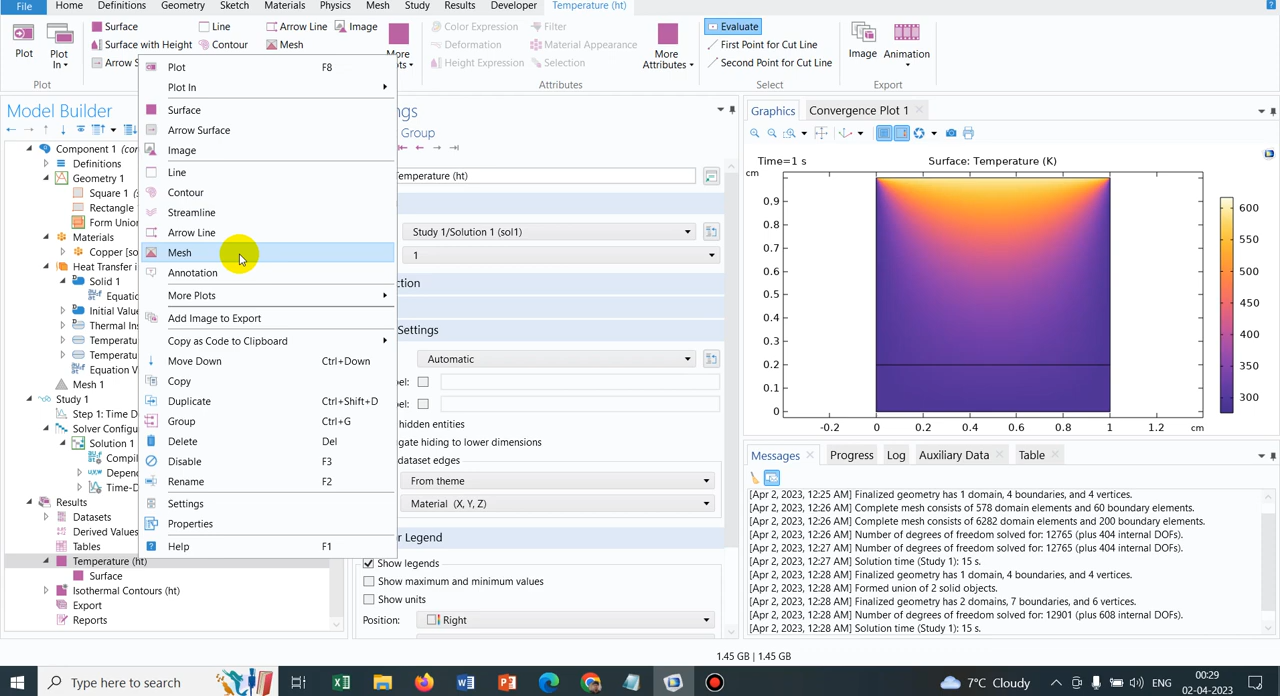 File Home Definitions Geometry Sketch Materials Physics Mesh Study Results Developer Temperature (ht)
Plot
Plot In
Plot
Surface
Surface with Height
Arrow S
Line
Contour
Arrow Line
Mesh
Image
More
ots
Color Expression
Deformation
Height Expression
Filter
Material Appearance
Selection
More Attributes
Attributes
Evaluate
First Point for Cut Line
Second Point for Cut Line
Select
Image
Animation
Export
Model Builder
Component 1 (cor
Definitions
Geometry 1
Square 1 (s
Rectangle
Form Union
Materials
Copper [so
Heat Transfer i
Solid 1
Equatio
Initial Value
Thermal Ins
Temperatu
Temperatu
Equation V
Mesh 1
Study 1
Step 1: Time D
Solver Configu
Solution 1
Compil
Depend
Time-D
Results
Datasets
Derived Values
Tables
Temperature (ht)
Surface
Isothermal Contours (ht)
Export
Reports
Plot F8
Plot In
Surface
Arrow Surface
Image
Line
Contour
Streamline
Arrow Line
Mesh
Annotation
More Plots
Add Image to Export
Copy as Code to Clipboard
Move Down Ctrl+Down
Copy
Duplicate Ctrl+Shift+D
Group Ctrl+G
Delete Del
Disable F3
Rename F2
Settings
Properties
Help F1
ngs
Group
Temperature (ht)
Study 1/Solution 1 (sol1)
1
ction
Settings
Automatic
bel:
bel:
hidden entities
gate hiding to lower dimensions
dataset edges
From theme
Material (X, Y, Z)
r Legend
Show legends
Show maximum and minimum values
Show units
Position: Right
Graphics Convergence Plot 1
Time=1 s Surface: Temperature (K)
cm
0.9
0.8
0.7
0.6
0.5
0.4
0.3
0.2
0.1
0
-0.2 0 0.2 0.4 0.6 0.8 1 1.2 cm
600
550
500
450
400
350
300
Messages Progress Log Auxiliary Data Table
[Apr 2, 2023, 12:25 AM] Finalized geometry has 1 domain, 4 boundaries, and 4 vertices.
[Apr 2, 2023, 12:26 AM] Complete mesh consists of 578 domain elements and 60 boundary elements.
[Apr 2, 2023, 12:26 AM] Complete mesh consists of 6282 domain elements and 200 boundary elements.
[Apr 2, 2023, 12:26 AM] Number of degrees of freedom solved for: 12765 (plus 404 internal DOFs).
[Apr 2, 2023, 12:27 AM] Number of degrees of freedom solved for: 12765 (plus 404 internal DOFs).
[Apr 2, 2023, 12:27 AM] Solution time (Study 1): 15 s.
[Apr 2, 2023, 12:28 AM] Finalized geometry has 1 domain, 4 boundaries, and 4 vertices.
[Apr 2, 2023, 12:28 AM] Formed union of 2 solid objects.
[Apr 2, 2023, 12:28 AM] Finalized geometry has 2 domains, 7 boundaries, and 6 vertices.
[Apr 2, 2023, 12:28 AM] Number of degrees of freedom solved for: 12901 (plus 608 internal DOFs).
[Apr 2, 2023, 12:28 AM] Solution time (Study 1): 15 s.
1.45 GB | 1.45 GB
Type here to search
7°C Cloudy
ENG
00:29
02-04-2023